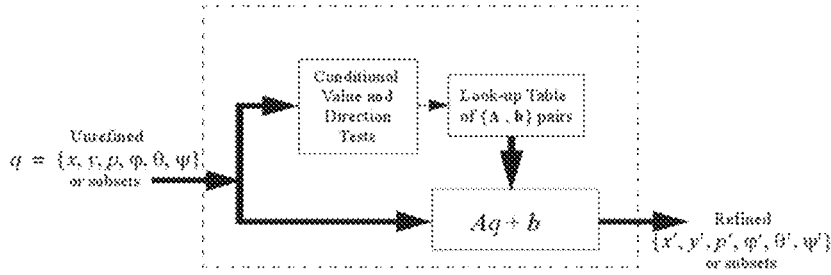 Conditional
Value and
Direction
Tests
Look-up Table
of {A , b} pairs
Unrefined
q = {x, y, p, φ, θ, ψ}
or subsets
Aq + b
Refined
{x′, y′, p′, φ′, θ′, ψ′}
or subsets